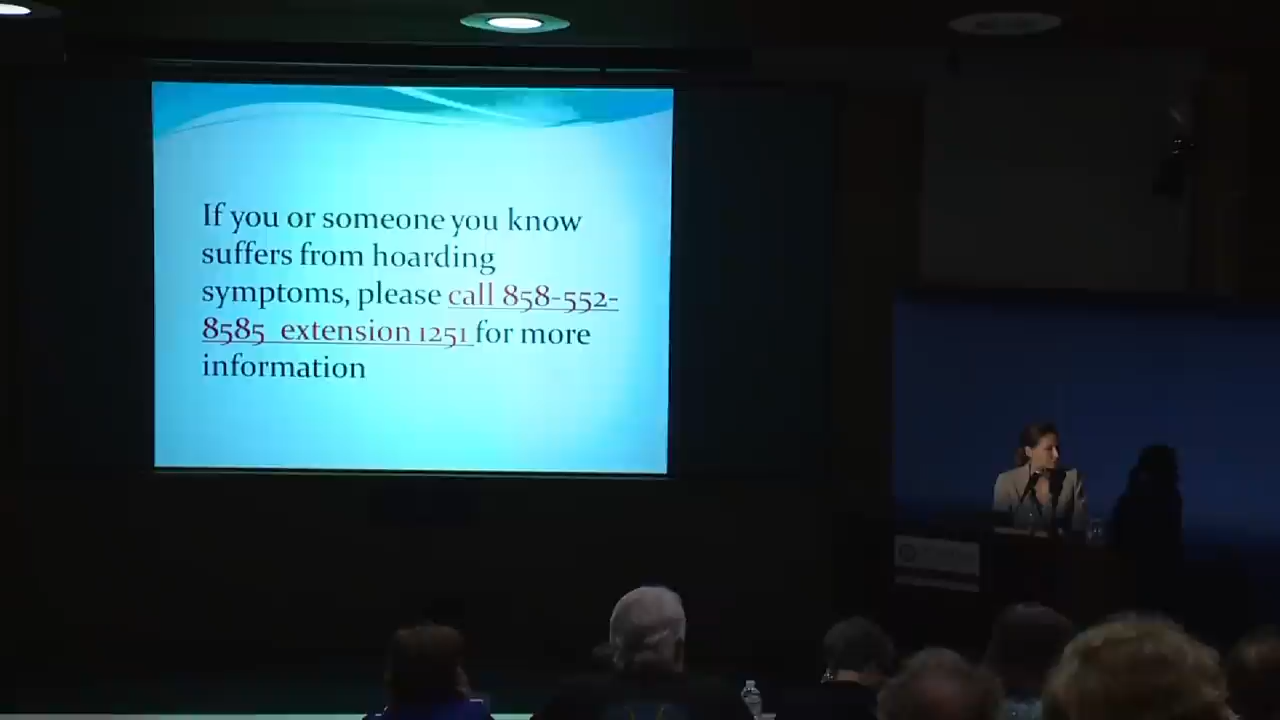 If you or someone you know
suffers from hoarding
symptoms, please call 858-552-
8585 extension 1251 for more
information